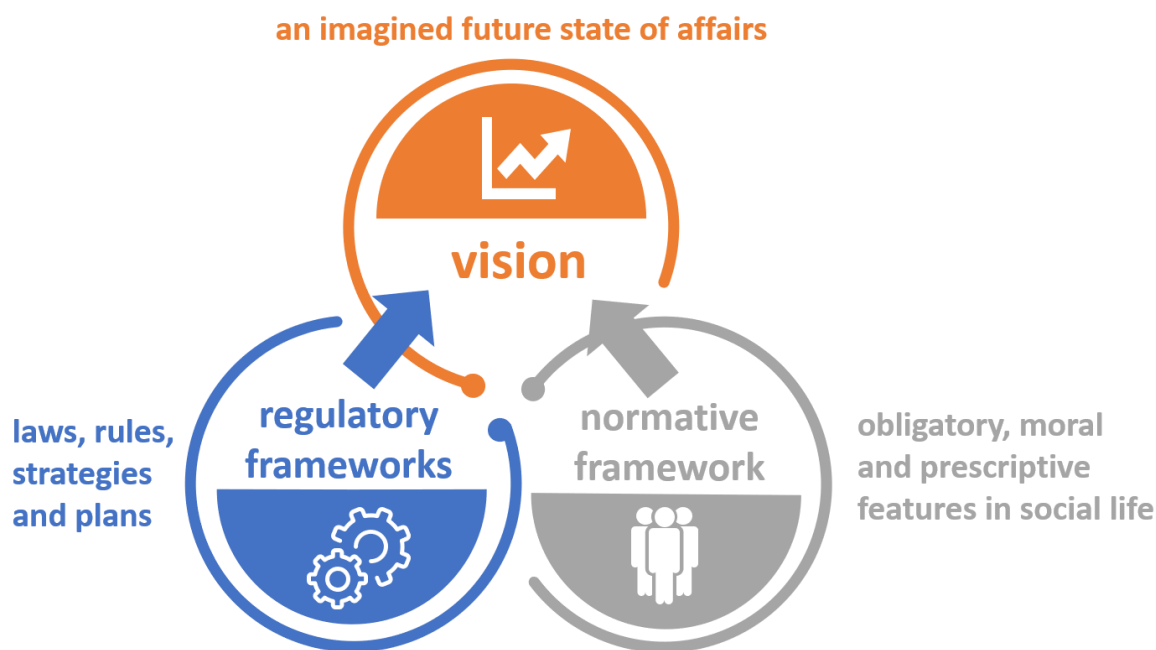 an imagined future state of affairs
vision
regulatory
frameworks
normative
framework
laws, rules,
strategies
and plans
obligatory, moral
and prescriptive
features in social life